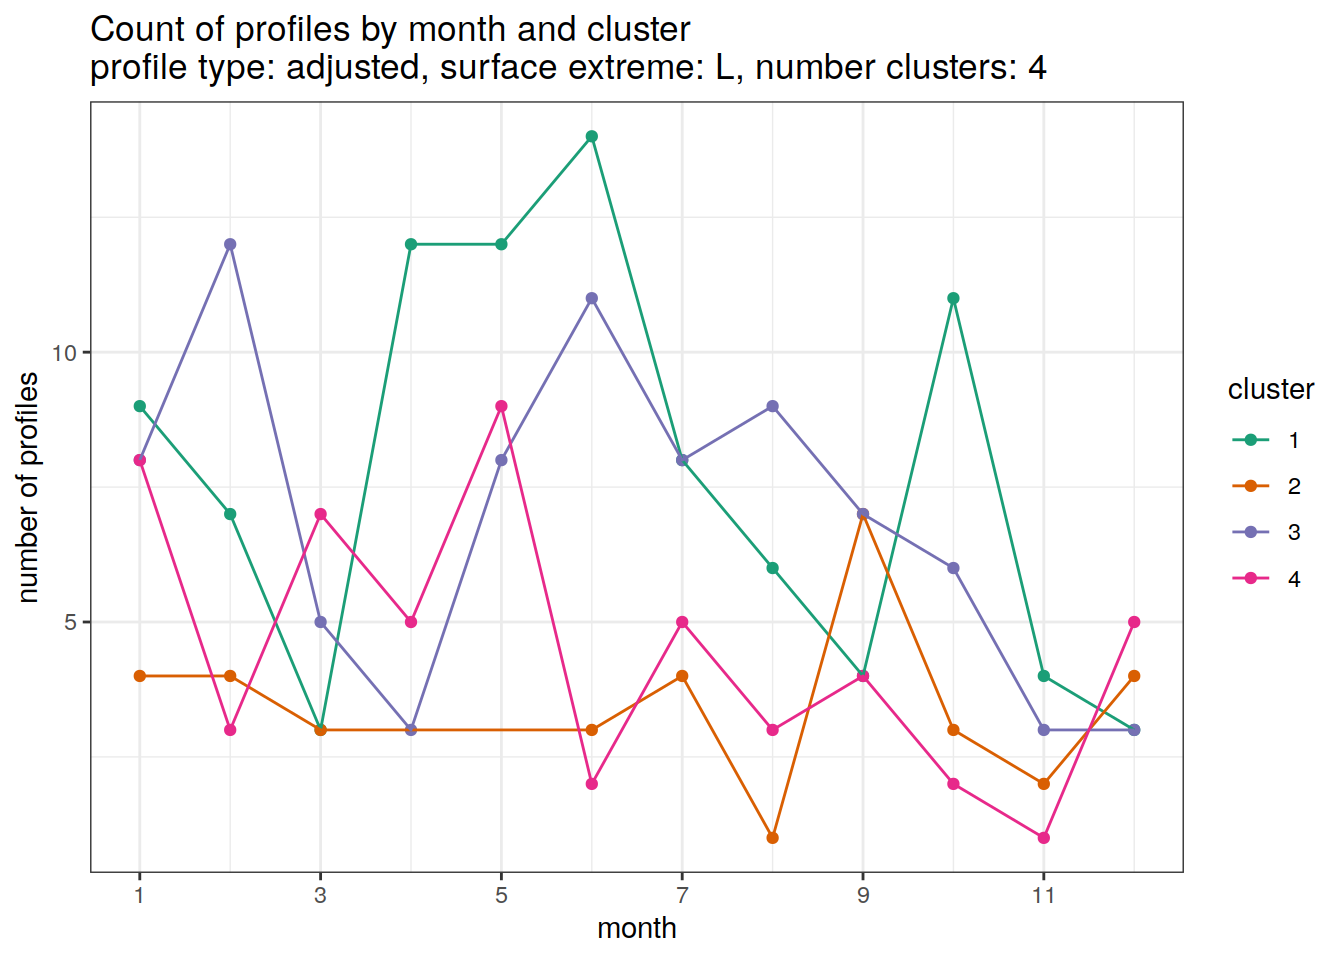 Count of profiles by month and cluster
profile type: adjusted, surface extreme: L, number clusters: 4
number of profiles
10
5
1 3 5 7 9 11
month
cluster
1
2
3
4